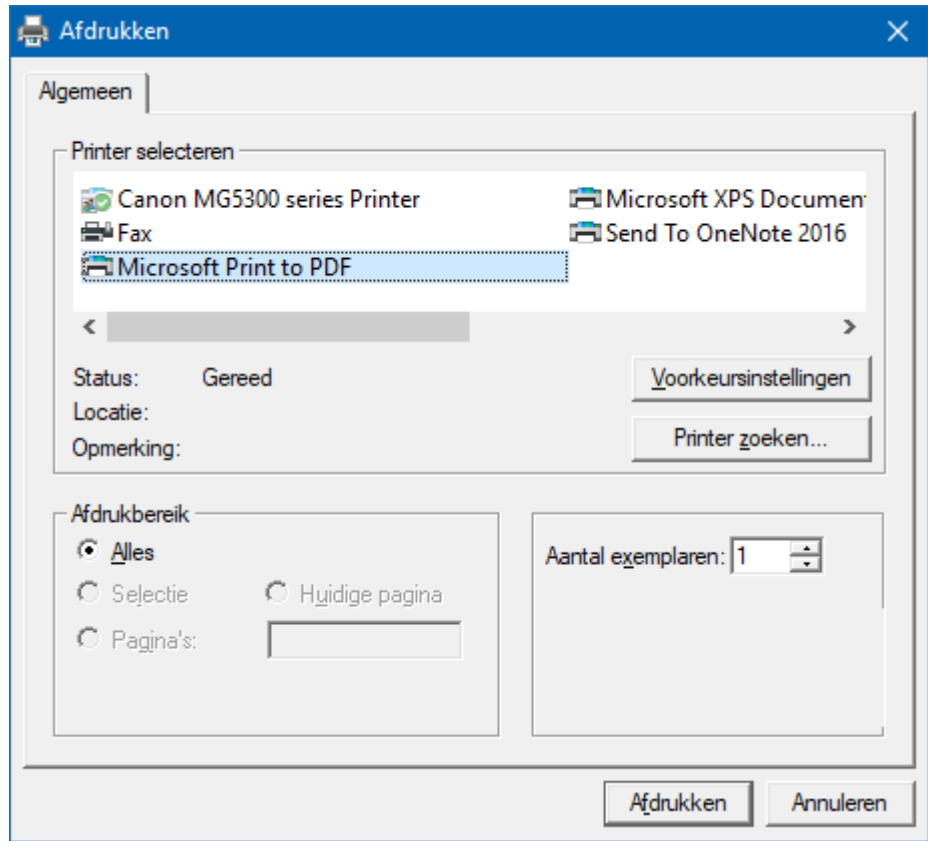 Afdrukken
Algemeen
Printer selecteren
Canon MG5300 series Printer
Microsoft XPS Documen
Fax
Send To OneNote 2016
Microsoft Print to PDF
Status: Gereed
Voorkeursinstellingen
Locatie:
Printer zoeken...
Opmerking:
Afdrukbereik
Alles
Selectie Huidige pagina
Pagina's:
Aantal exemplaren: 1
Afdrukken Annuleren